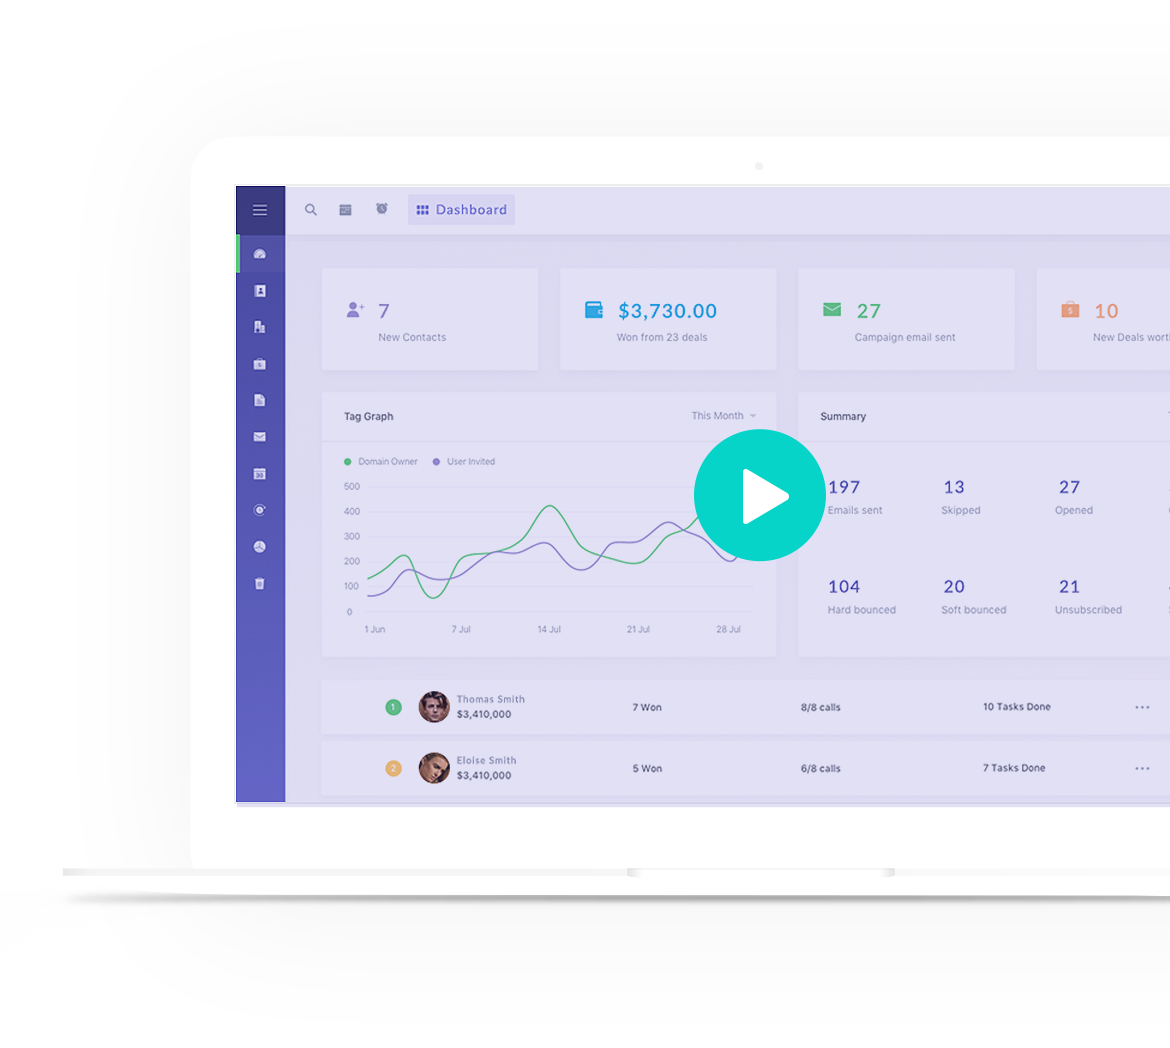 Dashboard
7
New Contacts
$3,730.00
Won from 23 deals
27
Campaign email sent
10
New Deals wort
Tag Graph
This Month
Summary
Domain Owner
User Invited
500
400
300
200
100
0
1 Jun
7 Jul
14 Jul
21 Jul
28 Jul
197
Emails sent
13
Skipped
27
Opened
104
Hard bounced
20
Soft bounced
21
Unsubscribed
1
Thomas Smith
$3,410,000
7 Won
8/8 calls
10 Tasks Done
2
Eloise Smith
$3,410,000
5 Won
6/8 calls
7 Tasks Done